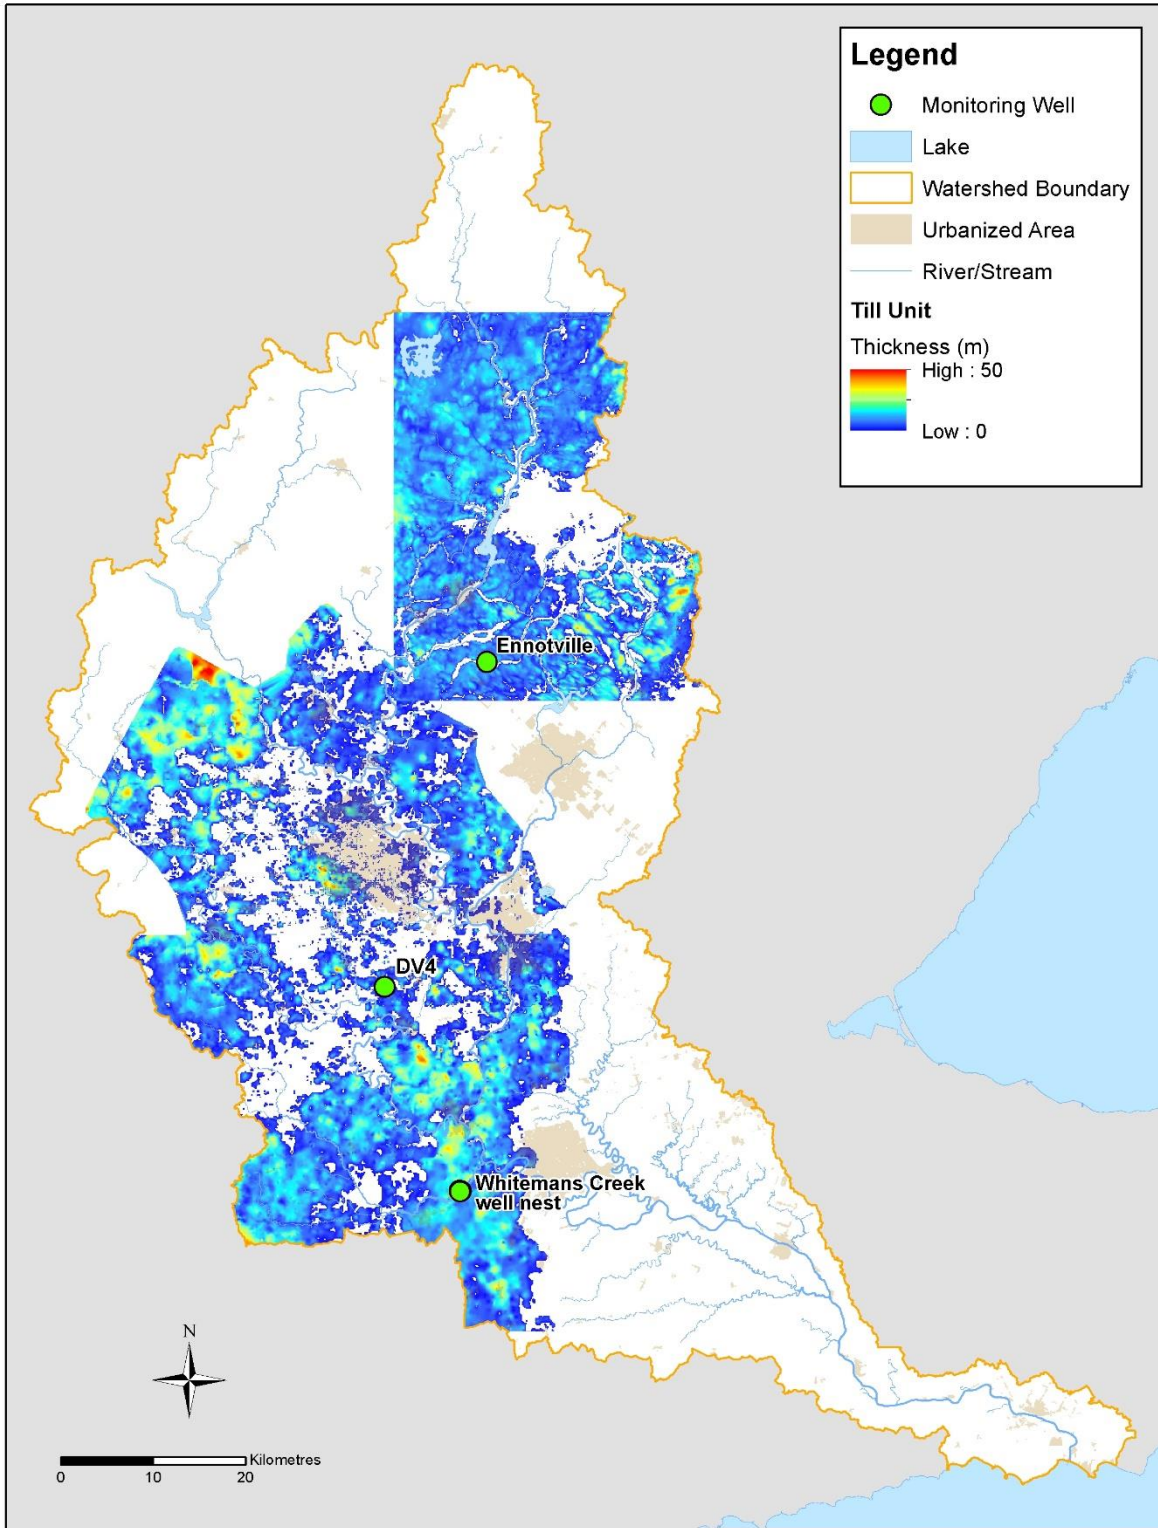 Legend
Monitoring Well
Lake
Watershed Boundary
Urbanized Area
River/Stream
Till Unit
Thickness (m)
High : 50
Low : 0
Ennotville
DV4
Whitemans Creek
well nest
N
Kilometres
0 10 20